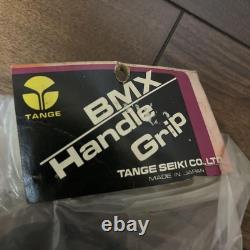 TANGE
BMX
Handle
Grip
TANGE SEIKI CO.,LTD
MADE IN JAPAN